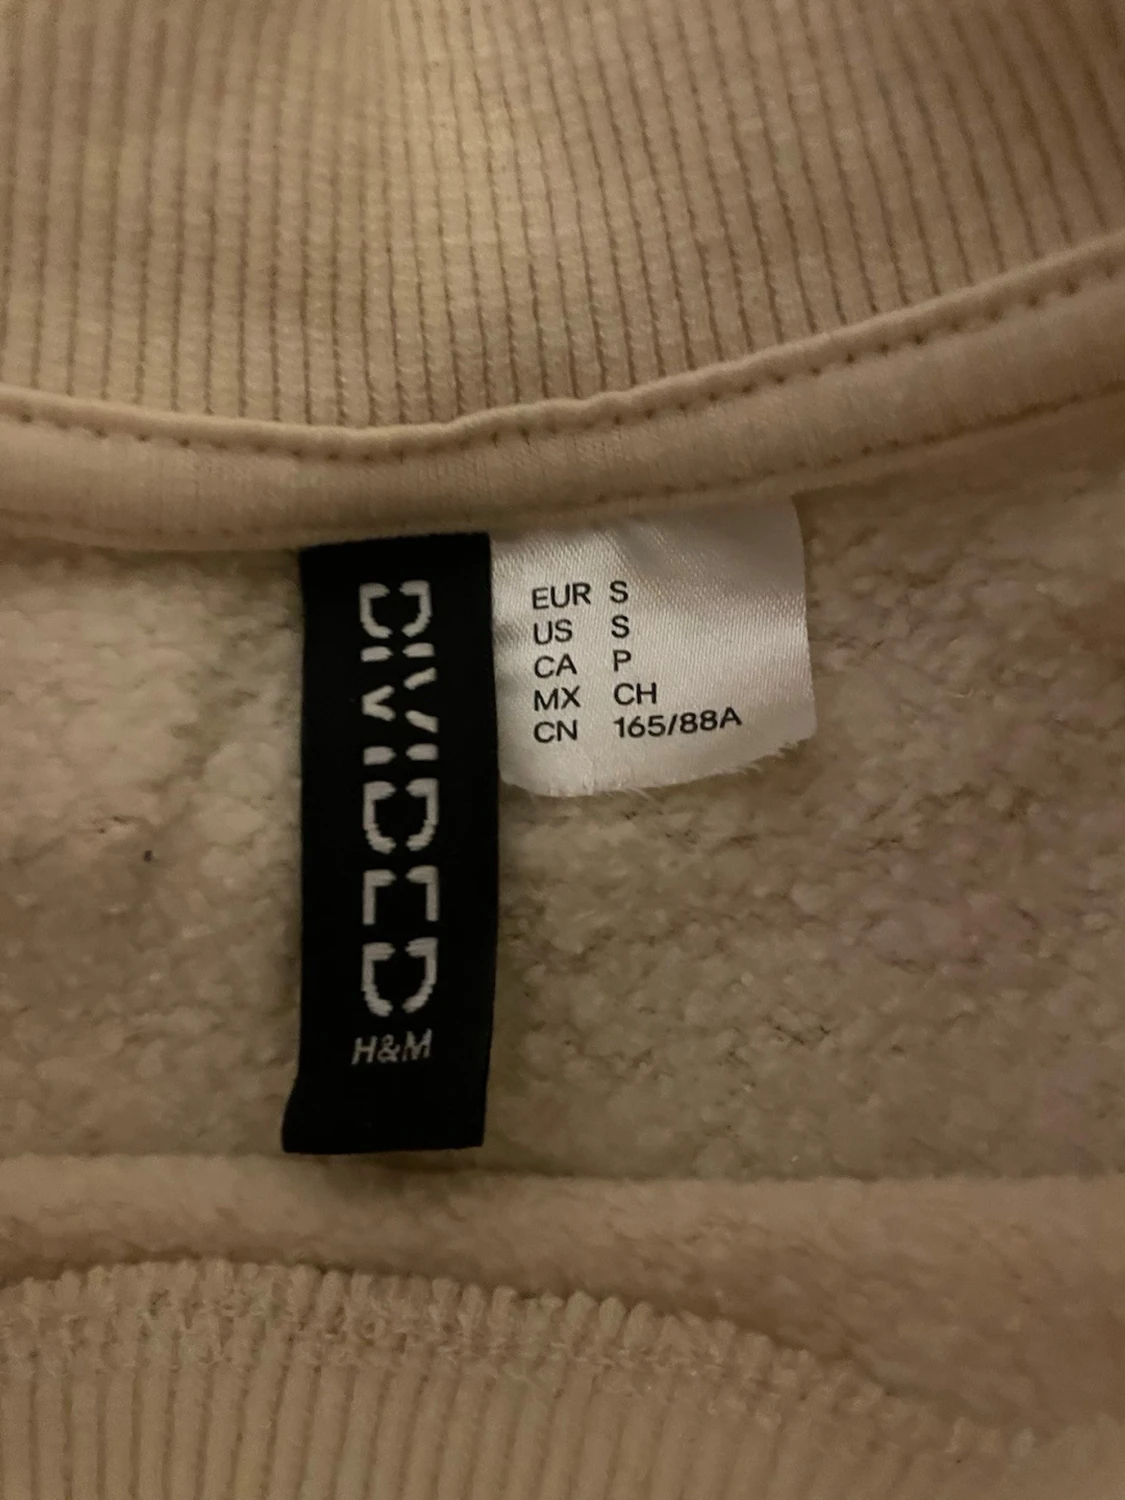 DIVIDED
H&M
EUR S
US S
CA P
MX CH
CN 165/88A